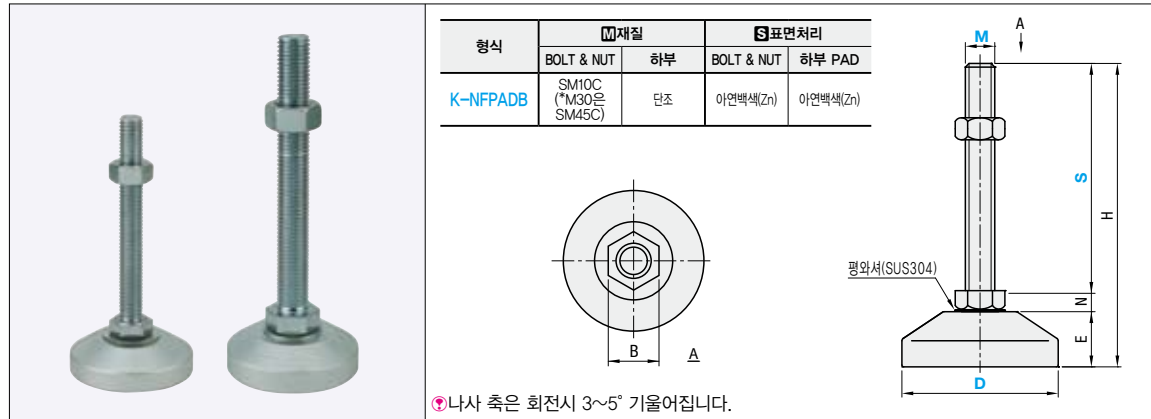 형식
M재질
S표면처리
BOLT & NUT
하부
BOLT & NUT
하부 PAD
K-NFPADB
SM10C
(*M30은
SM45C)
단조
아연백색(Zn)
아연백색(Zn)
A
M
S
H
평와셔(SUS304)
N
E
D
B
A
나사 축은 회전시 3~5° 기울어집니다.